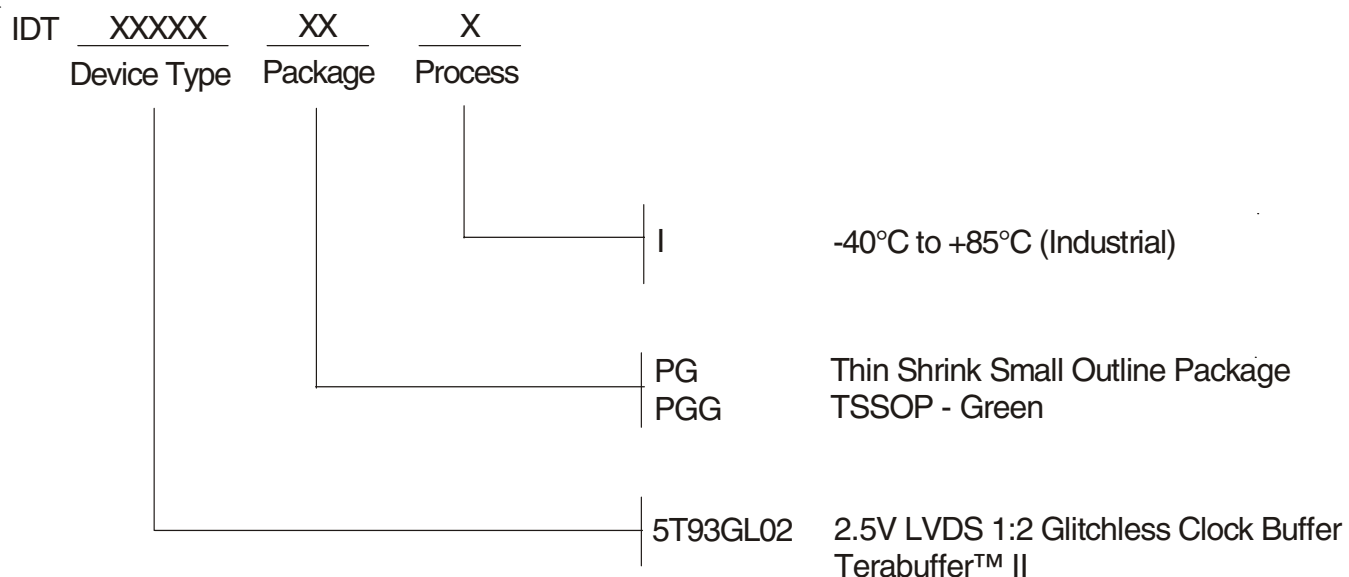 IDT XXXXX XX X
Device Type Package Process
I -40°C to +85°C (Industrial)
PG Thin Shrink Small Outline Package
PGG TSSOP - Green
5T93GL02 2.5V LVDS 1:2 Glitchless Clock Buffer
Terabuffer™ II